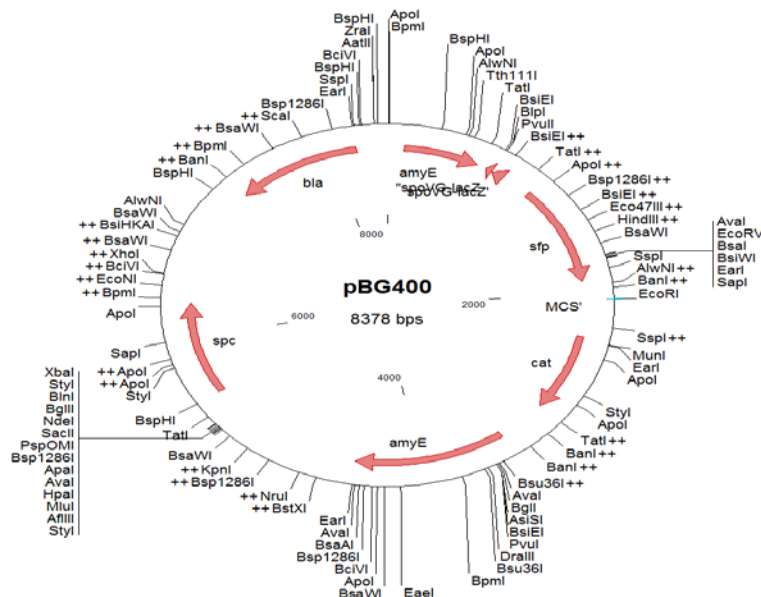 BspHI
ZraI
AatII
BciVI
BspHI
SspI
EarI
Bsp1286I
++ ScaI
++ BsaWI
++ BpmI
++ BanI
BspHI
AlwNI
BsaWI
++ BsiHKAI
++ BsaWI
++ XhoI
++ BciVI
++ EcoNI
++ BpmI
ApoI
SapI
++ ApoI
++ ApoI
StyI
BspHI
TatI
XbaI
StyI
BlnI
BglII
NdeI
SacII
PspOMI
Bsp1286I
ApaI
AvaI
HpaI
MluI
AflIII
StyI
BsaWI
++ KpnI
++ Bsp1286I
++ NruI
++ BstXI
EarI
AvaI
BsaAI
Bsp1286I
BciVI
ApoI
BsaWI
EaeI
ApoI
BpmI
BspHI
ApoI
AlwNI
Tth111I
TatI
BsiEI
BlpI
PvuII
BsiEI ++
TatI ++
ApoI ++
Bsp1286I ++
BsiEI ++
Eco47III ++
HindIII ++
BsaWI
AvaI
EcoRV
BsaI
BsiWI
EarI
SapI
SspI
AlwNI ++
BanI ++
EcoRI
SspI ++
MunI
EarI
ApoI
StyI
ApoI
TatI ++
BanI ++
BanI ++
Bsu36I ++
AvaI
BglI
AsiSI
BsiEI
PvuI
DraIII
Bsu36I
BpmI
amyE
"spoVG-lacZ"
spoVG-lacZ
bla
sfp
8000
pBG400
8378 bps
2000
MCS'
6000
spc
cat
4000
amyE